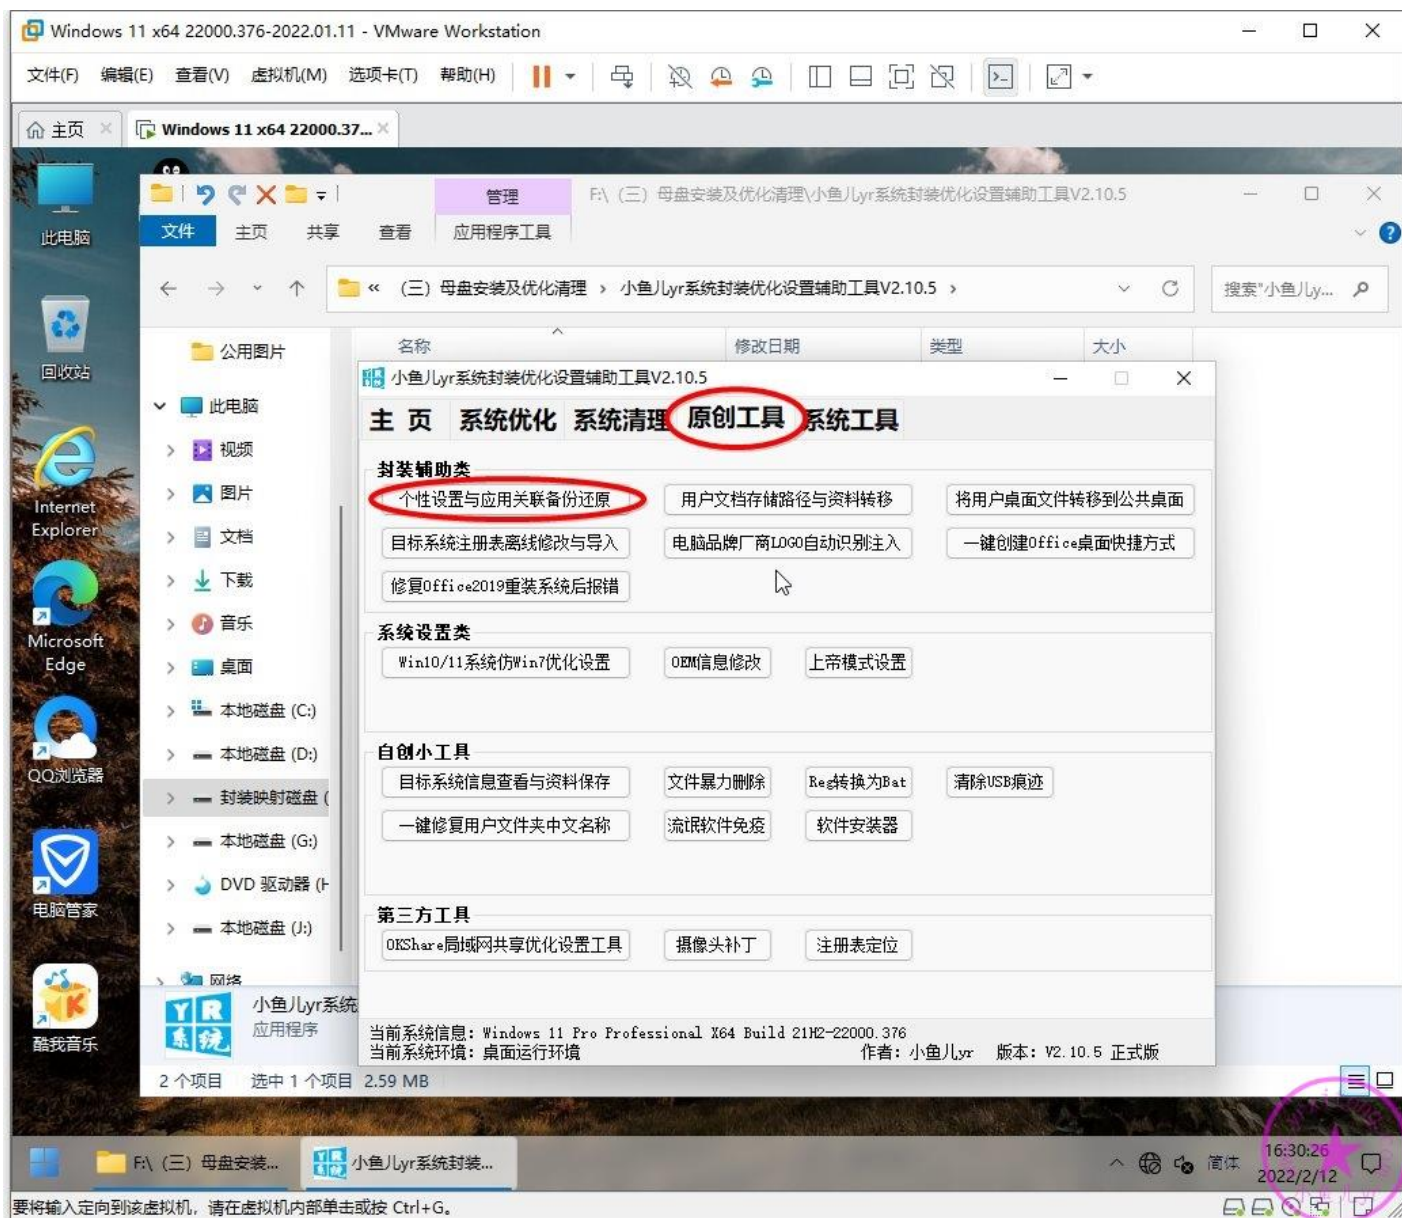 Windows 11 x64 22000.376-2022.01.11 - VMware Workstation
文件(F) 编辑(E) 查看(V) 虚拟机(M) 选项卡(T) 帮助(H)
主页 Windows 11 x64 22000.37...
管理 F:\ (三) 母盘安装及优化清理\小鱼儿yr系统封装优化设置辅助工具V2.10.5
文件 主页 共享 查看 应用程序工具
« (三) 母盘安装及优化清理 › 小鱼儿yr系统封装优化设置辅助工具V2.10.5 ›
搜索"小鱼儿y...
此电脑
回收站
Internet
Explorer
Microsoft
Edge
QQ浏览器
电脑管家
酷我音乐
公用图片
此电脑
视频
图片
文档
下载
音乐
桌面
本地磁盘 (C:)
本地磁盘 (D:)
封装映射磁盘 (
本地磁盘 (G:)
DVD 驱动器 (H
本地磁盘 (J:)
网络
名称 修改日期 类型 大小
小鱼儿yr系统封装优化设置辅助工具V2.10.5
主 页 系统优化 系统清理 原创工具 系统工具
封装辅助类
个性设置与应用关联备份还原 用户文档存储路径与资料转移 将用户桌面文件转移到公共桌面
目标系统注册表离线修改与导入 电脑品牌厂商LOGO自动识别注入 一键创建Office桌面快捷方式
修复Office2019重装系统后报错
系统设置类
Win10/11系统仿Win7优化设置 OEM信息修改 上帝模式设置
自创小工具
目标系统信息查看与资料保存 文件暴力删除 Reg转换为Bat 清除USB痕迹
一键修复用户文件夹中文名称 流氓软件免疫 软件安装器
第三方工具
OKShare局域网共享优化设置工具 摄像头补丁 注册表定位
当前系统信息: Windows 11 Pro Professional X64 Build 21H2-22000.376
当前系统环境: 桌面运行环境 作者: 小鱼儿yr 版本: V2.10.5 正式版
YR
系统
小鱼儿yr系统
应用程序
2 个项目 选中 1 个项目 2.59 MB
F:\ (三) 母盘安装... 小鱼儿yr系统封装...
简体 16:30:26
2022/2/12
要将输入定向到该虚拟机，请在虚拟机内部单击或按 Ctrl+G。
小鱼儿yr